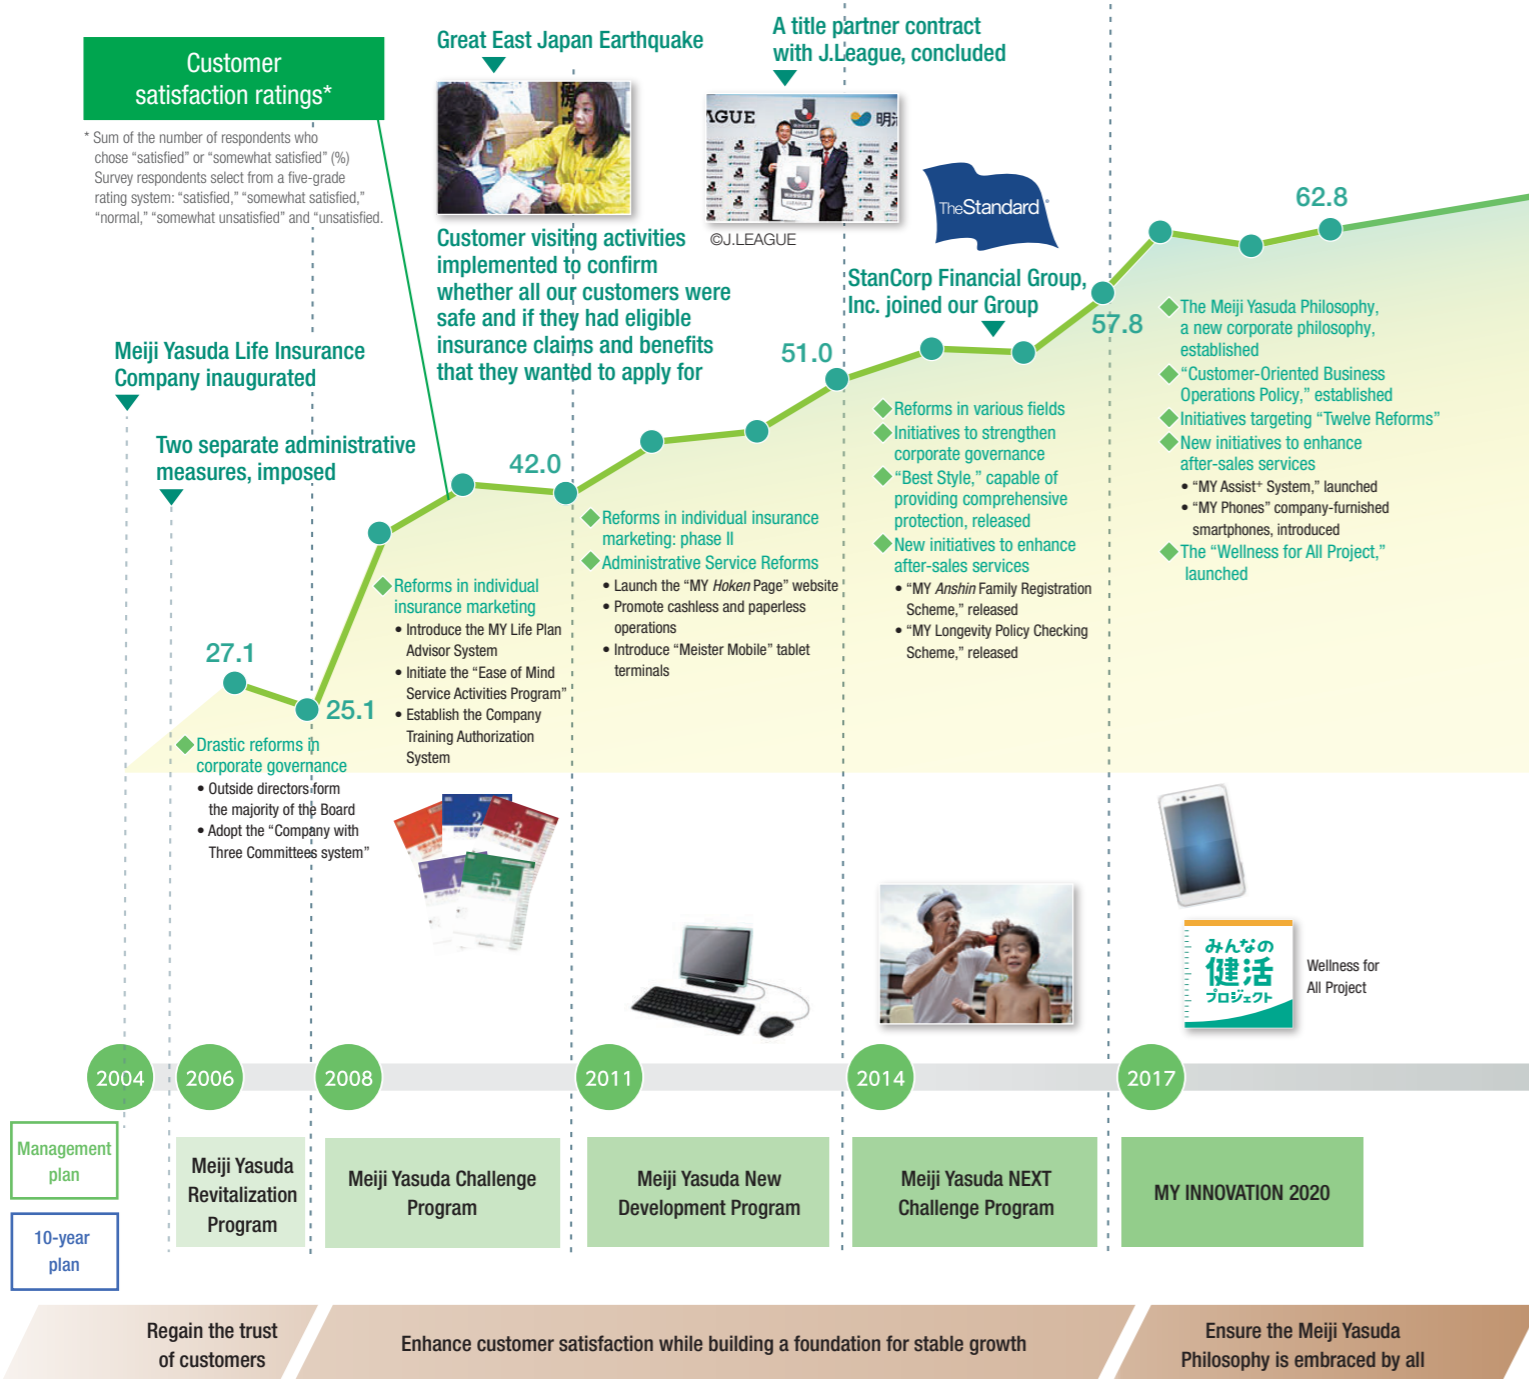 Customer
satisfaction ratings*
* Sum of the number of respondents who
chose “satisfied” or “somewhat satisfied” (%)
Survey respondents select from a five-grade
rating system: “satisfied,” “somewhat satisfied,”
“normal,” “somewhat unsatisfied” and “unsatisfied.
Great East Japan Earthquake
Customer visiting activities
implemented to confirm
whether all our customers were
safe and if they had eligible
insurance claims and benefits
that they wanted to apply for
A title partner contract
with J.League, concluded
AGUE
明治
©J.LEAGUE
TheStandard
StanCorp Financial Group,
Inc. joined our Group
Meiji Yasuda Life Insurance
Company inaugurated
Two separate administrative
measures, imposed
27.1
25.1
42.0
51.0
57.8
62.8
Drastic reforms in
corporate governance
• Outside directors form
the majority of the Board
• Adopt the “Company with
Three Committees system”
Reforms in individual
insurance marketing
• Introduce the MY Life Plan
Advisor System
• Initiate the “Ease of Mind
Service Activities Program”
• Establish the Company
Training Authorization
System
Reforms in individual insurance
marketing: phase II
Administrative Service Reforms
• Launch the “MY Hoken Page” website
• Promote cashless and paperless
operations
• Introduce “Meister Mobile” tablet
terminals
Reforms in various fields
Initiatives to strengthen
corporate governance
“Best Style,” capable of
providing comprehensive
protection, released
New initiatives to enhance
after-sales services
• “MY Anshin Family Registration
Scheme,” released
• “MY Longevity Policy Checking
Scheme,” released
The Meiji Yasuda Philosophy,
a new corporate philosophy,
established
“Customer-Oriented Business
Operations Policy,” established
Initiatives targeting “Twelve Reforms”
New initiatives to enhance
after-sales services
• “MY Assist+ System,” launched
• “MY Phones” company-furnished
smartphones, introduced
The “Wellness for All Project,”
launched
1
2
3
4
5
みんなの
健活
プロジェクト
Wellness for
All Project
2004
2006
2008
2011
2014
2017
Management
plan
10-year
plan
Meiji Yasuda
Revitalization
Program
Meiji Yasuda Challenge
Program
Meiji Yasuda New
Development Program
Meiji Yasuda NEXT
Challenge Program
MY INNOVATION 2020
Regain the trust
of customers
Enhance customer satisfaction while building a foundation for stable growth
Ensure the Meiji Yasuda
Philosophy is embraced by all